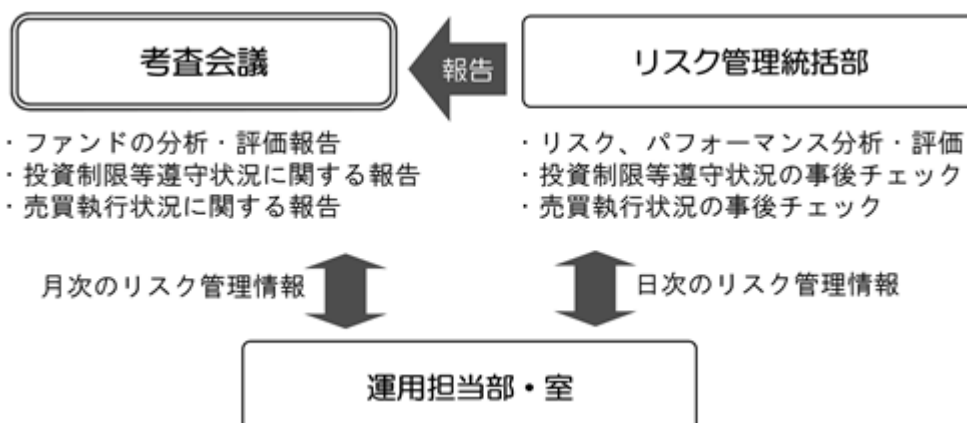 考査会議
報告
リスク管理統括部
・ファンドの分析・評価報告
・投資制限等遵守状況に関する報告
・売買執行状況に関する報告
・リスク、パフォーマンス分析・評価
・投資制限等遵守状況の事後チェック
・売買執行状況の事後チェック
月次のリスク管理情報
日次のリスク管理情報
運用担当部・室